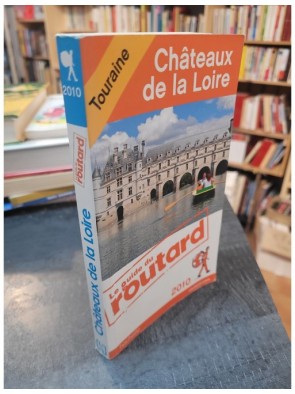 Touraine
Châteaux
de la Loire
Le guide du
routard
2010
2010
routard
Châteaux de la Loire